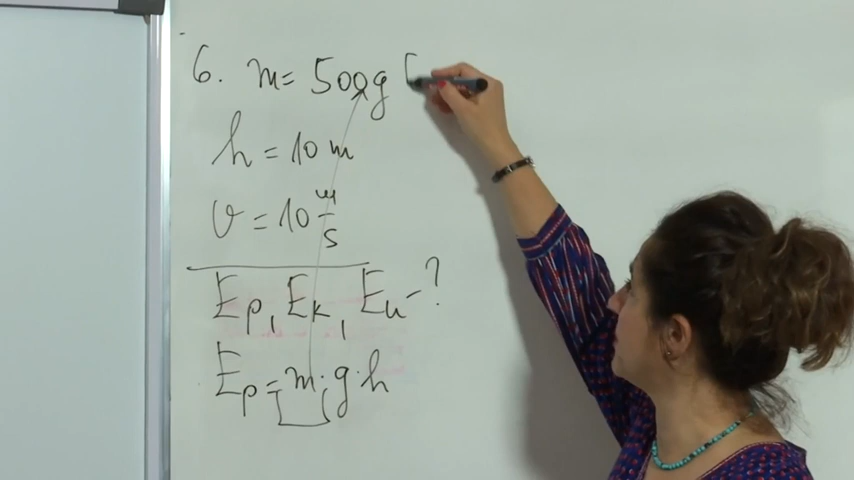 6. m = 500g
h = 10 m
v = 10 m/s
Ep, Ek, Eu - ?
Ep = m · g · h